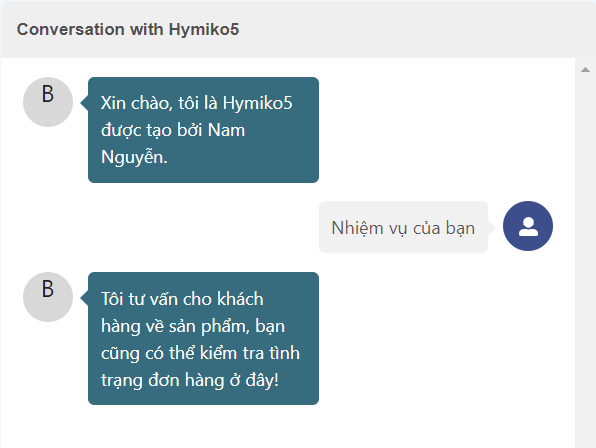 Conversation with Hymiko5
B
Xin chào, tôi là Hymiko5
được tạo bởi Nam
Nguyễn.
Nhiệm vụ của bạn
B
Tôi tư vấn cho khách
hàng về sản phẩm, bạn
cũng có thể kiểm tra tình
trạng đơn hàng ở đây!